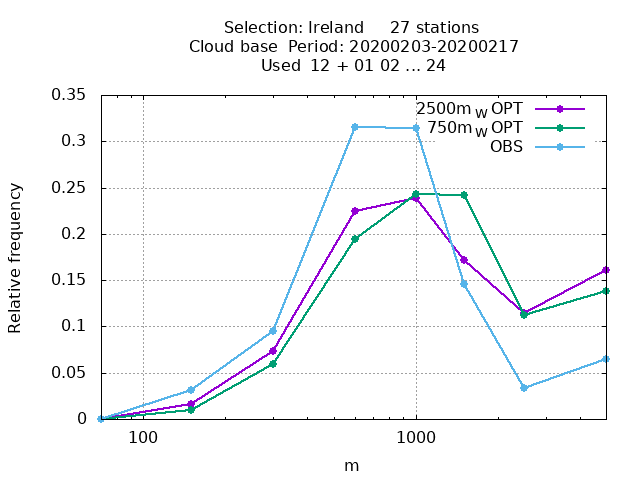 Selection: Ireland 27 stations
Cloud base Period: 20200203-20200217
Used 12 + 01 02 ... 24
0.35
0.3
0.25
0.2
0.15
0.1
0.05
0
Relative frequency
2500m W OPT
750m W OPT
OBS
100 1000
m